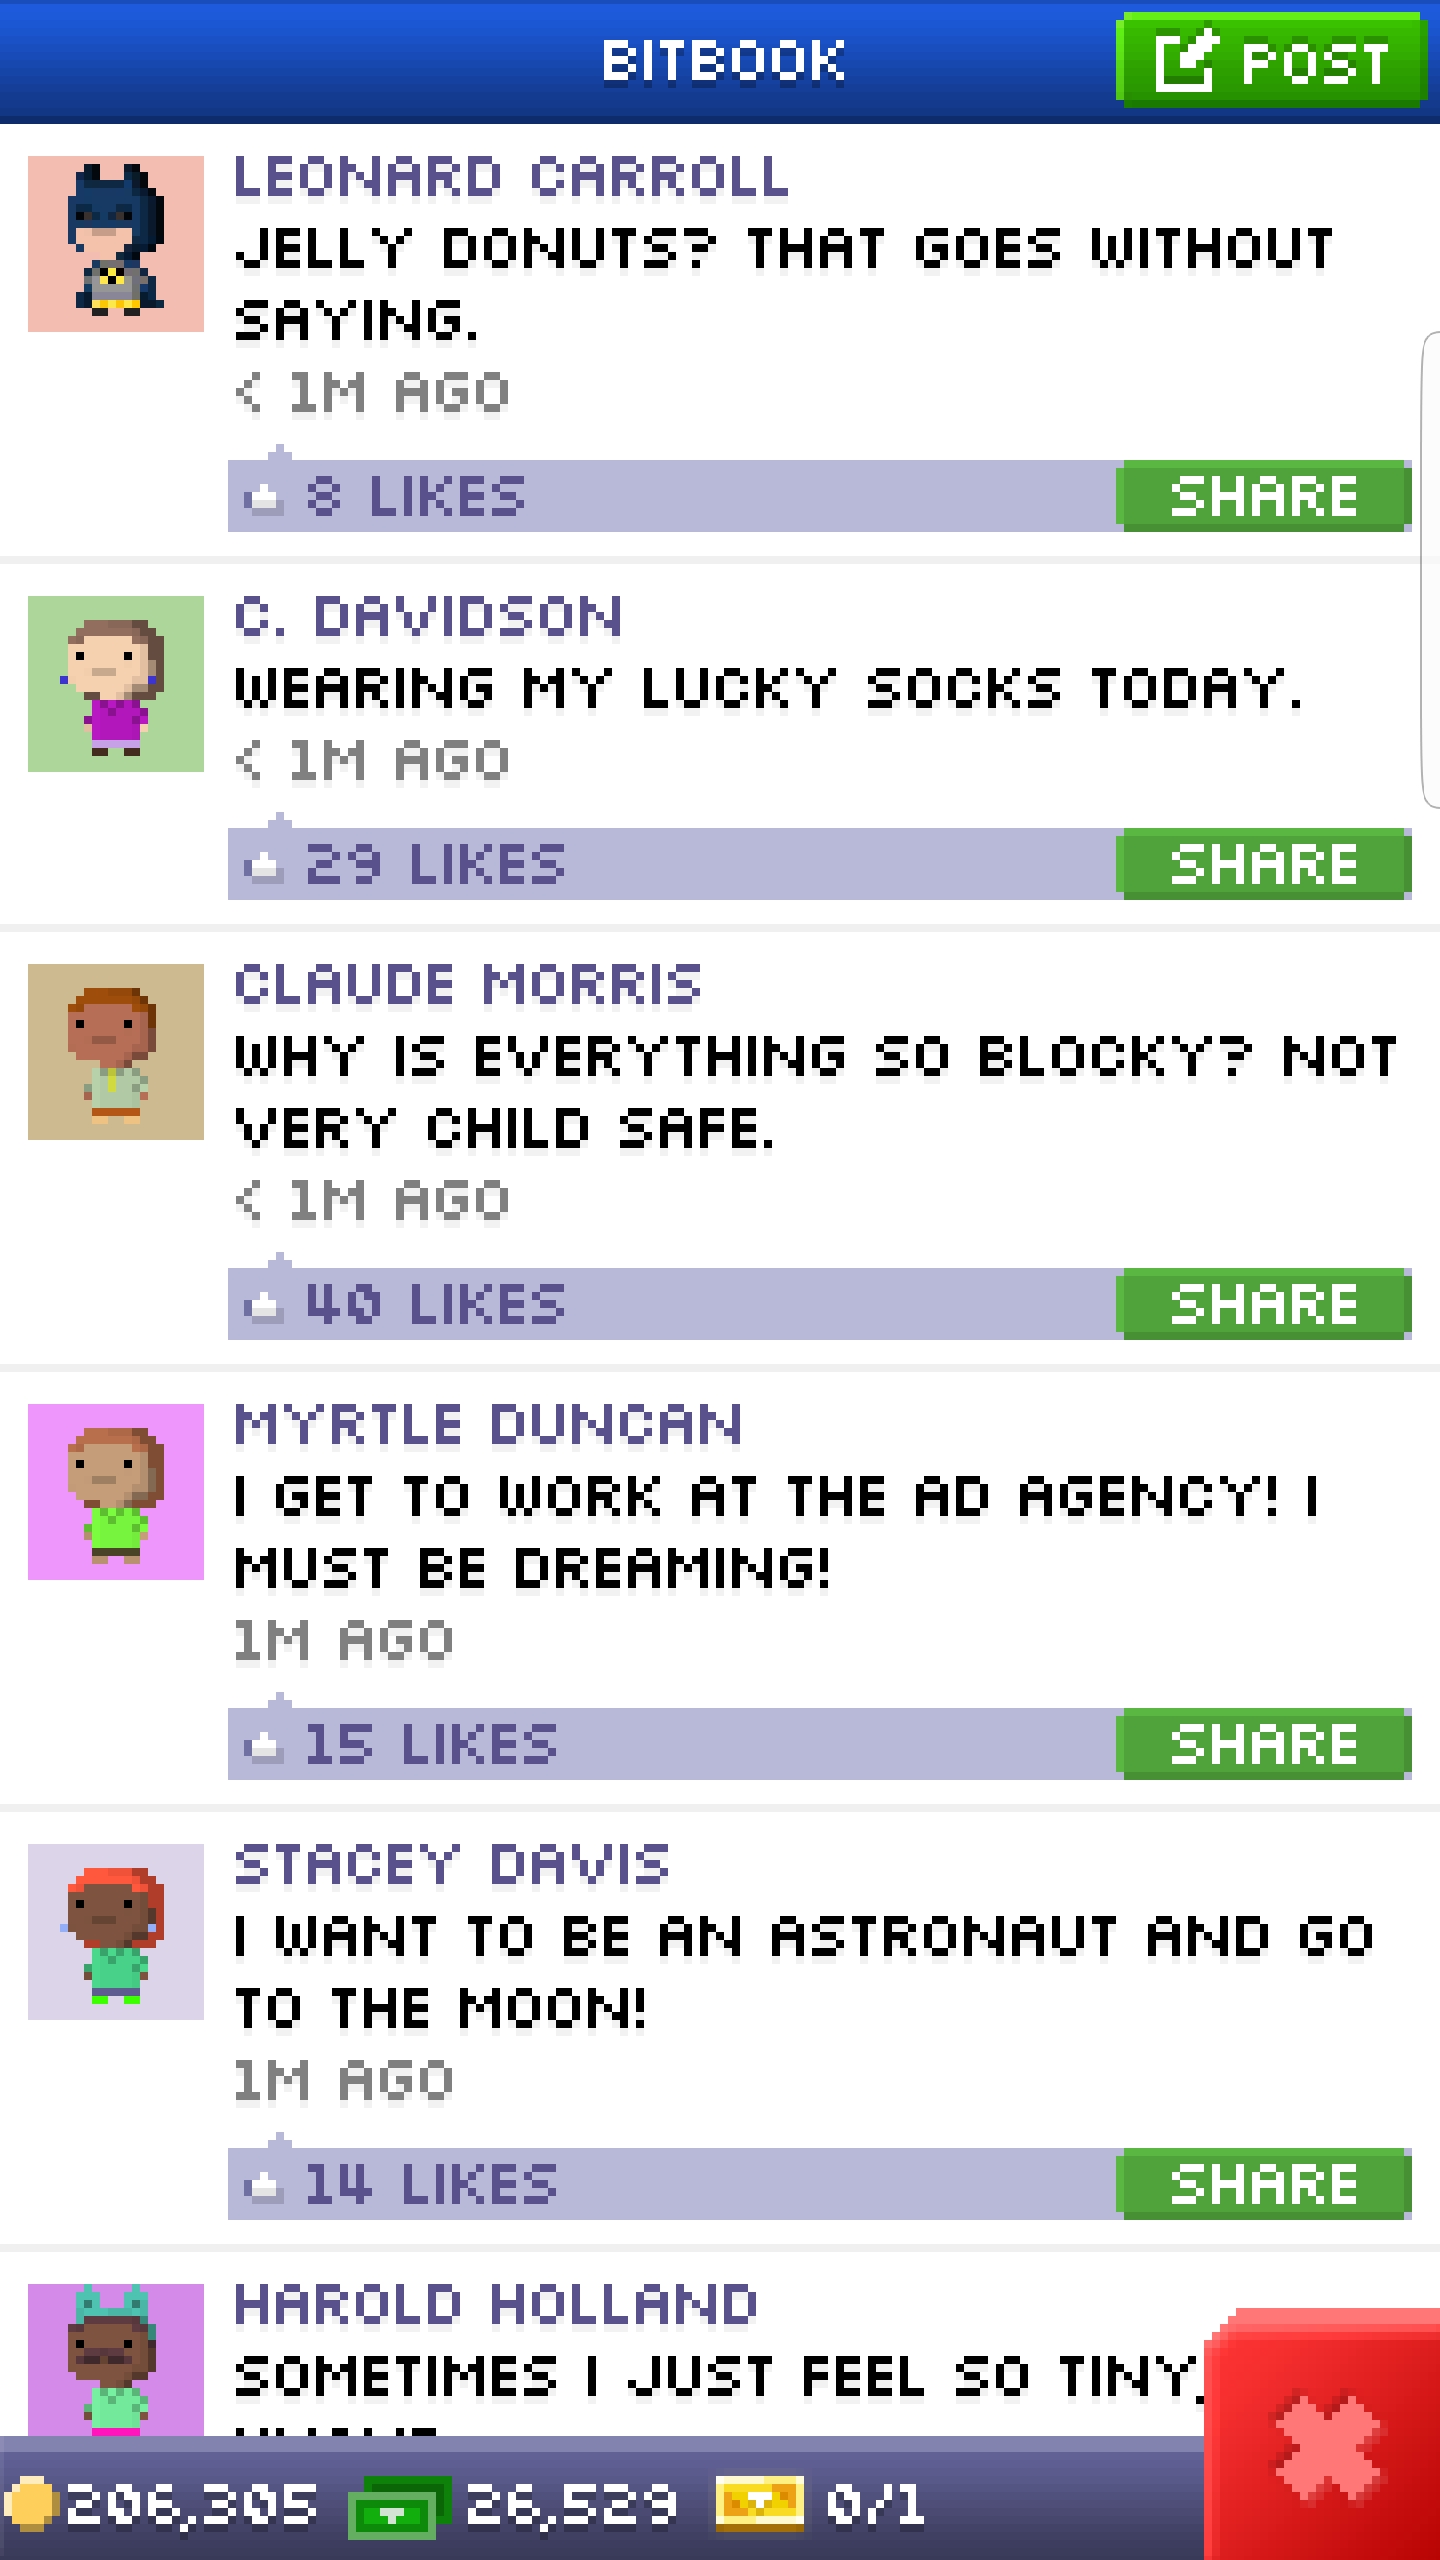 BITBOOK
POST
LEONARD CARROLL
JELLY DONUTS? THAT GOES WITHOUT
SAYING.
< 1M AGO
8 LIKES
SHARE
C. DAVIDSON
WEARING MY LUCKY SOCKS TODAY.
< 1M AGO
29 LIKES
SHARE
CLAUDE MORRIS
WHY IS EVERYTHING SO BLOCKY? NOT
VERY CHILD SAFE.
< 1M AGO
40 LIKES
SHARE
MYRTLE DUNCAN
I GET TO WORK AT THE AD AGENCY! I
MUST BE DREAMING!
1M AGO
15 LIKES
SHARE
STACEY DAVIS
I WANT TO BE AN ASTRONAUT AND GO
TO THE MOON!
1M AGO
14 LIKES
SHARE
HAROLD HOLLAND
SOMETIMES I JUST FEEL SO TINY
206,305
26,529
0/1